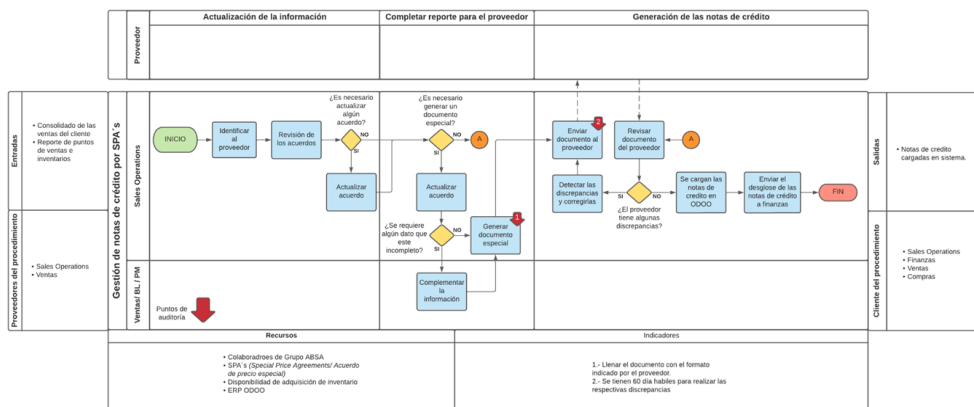 Actualización de la información
Completar reporte para el proveedor
Generación de las notas de crédito
Proveedor
Entradas
• Consolidado de las
ventas del cliente
• Reporte de puntos
de ventas e
inventarios
Proveedores del procedimiento
• Sales Operations
• Ventas
Gestión de notas de crédito por SPA´s
Sales Operations
Ventas/ BL / PM
INICIO
Identificar
al
proveedor
Revisión de
los acuerdos
¿Es necesario
actualizar
algún
acuerdo?
NO
SI
Actualizar
acuerdo
¿Es necesario
generar un
documento
especial?
NO
A
SI
Actualizar
acuerdo
¿Se requiere
algún dato que
este
incompleto?
NO
SI
Generar
documento
especial
1
Complementar
la
información
Enviar
documento al
proveedor
2
Revisar
documento
del proveedor
A
Detectar las
discrepancias
y corregirlas
SI
NO
¿El proveedor
tiene algunas
discrepancias?
Se cargan las
notas de
credito en
ODOO
Enviar el
desglose de las
notas de crédito
a finanzas
FIN
Puntos de
auditoría
Salidas
• Notas de credito
cargadas en sistema.
Cliente del procedimiento
• Sales Operations
• Finanzas
• Ventas
• Compras
Recursos
• Colaboradroes de Grupo ABSA
• SPA´s (Special Price Agreements/ Acuerdo
de precio especial)
• Disponibilidad de adquisición de inventario
• ERP ODOO
Indicadores
1.- Llenar el documento con el formato
indicado por el proveedor.
2.- Se tienen 60 día habiles para realizar las
respectivas discrepancias